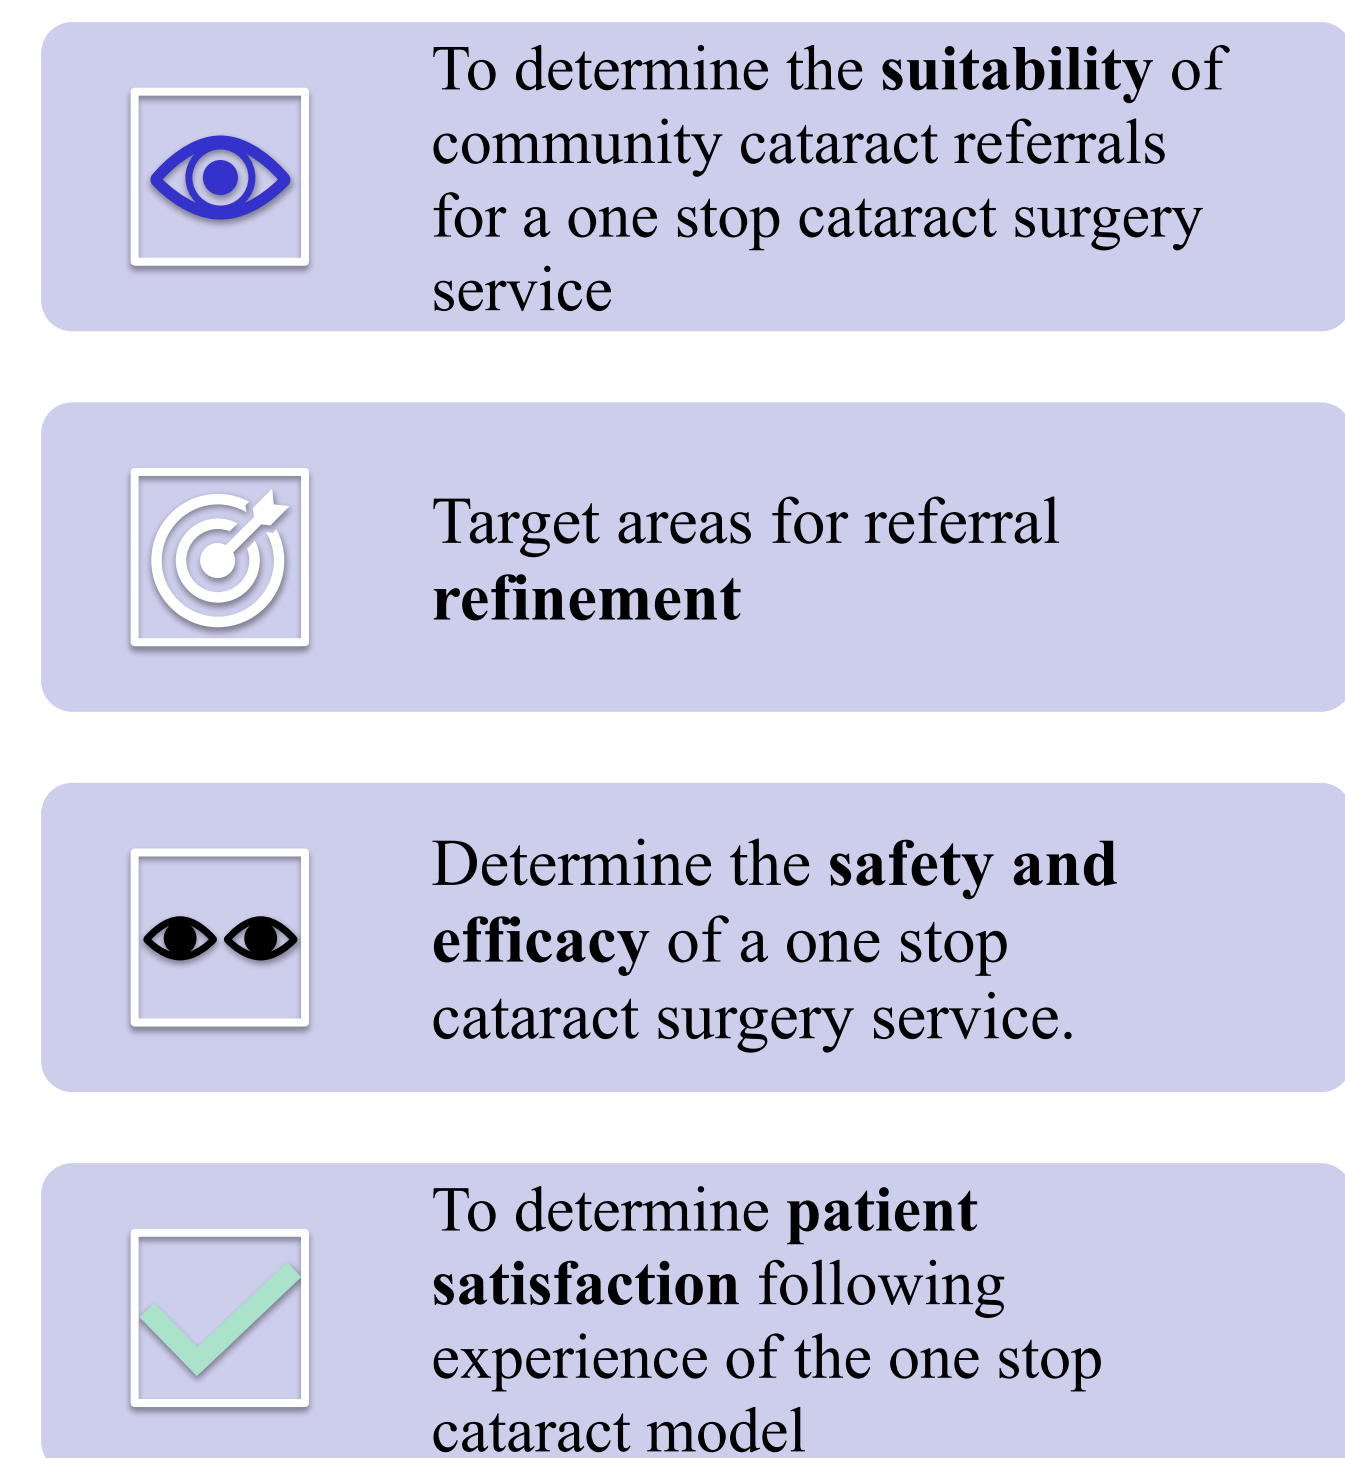 To determine the suitability of
community cataract referrals
for a one stop cataract surgery
service
Target areas for referral
refinement
Determine the safety and
efficacy of a one stop
cataract surgery service.
To determine patient
satisfaction following
experience of the one stop
cataract model